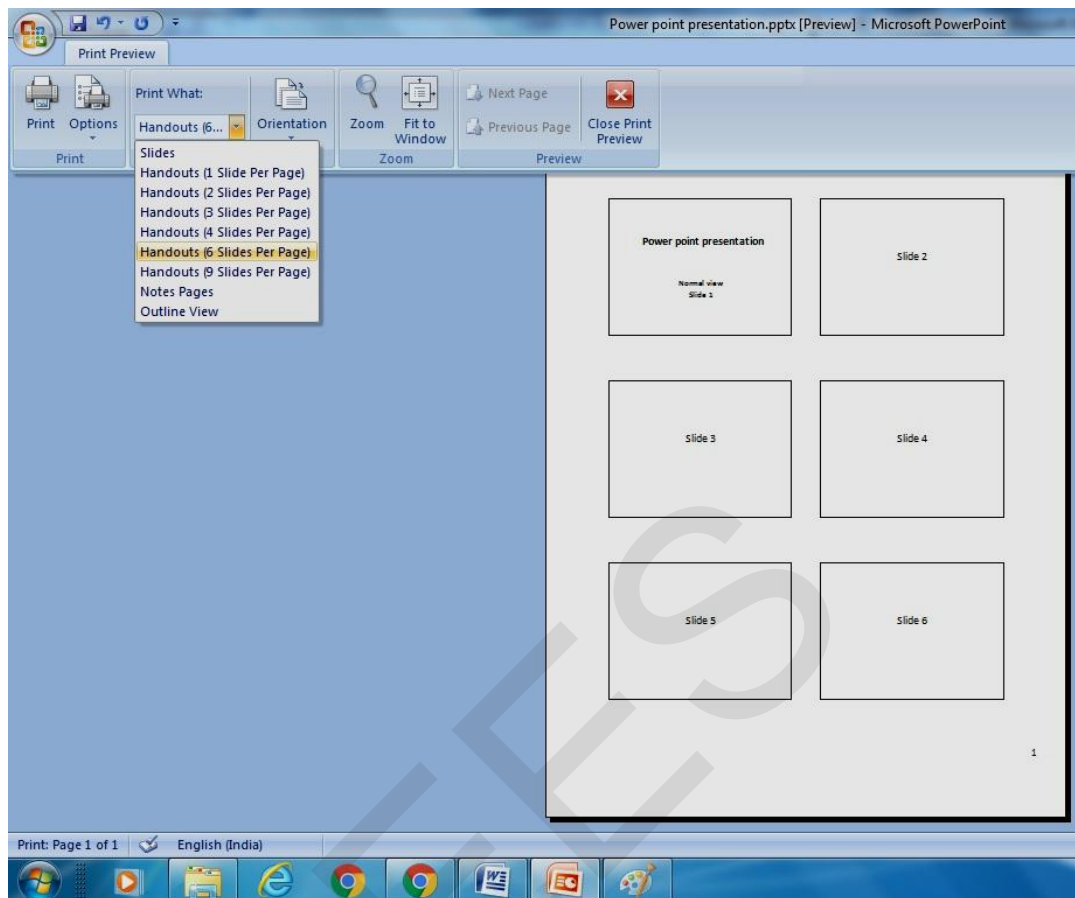 Power point presentation.pptx [Preview] - Microsoft PowerPoint
Print Preview
Print What:
Handouts (6...
Print
Options
Orientation
Zoom
Fit to
Window
Next Page
Previous Page
Close Print
Preview
Print
Zoom
Preview
Slides
Handouts (1 Slide Per Page)
Handouts (2 Slides Per Page)
Handouts (3 Slides Per Page)
Handouts (4 Slides Per Page)
Handouts (6 Slides Per Page)
Handouts (9 Slides Per Page)
Notes Pages
Outline View
Power point presentation
Normal view
Slide 1
Slide 2
Slide 3
Slide 4
Slide 5
Slide 6
1
Print: Page 1 of 1
English (India)